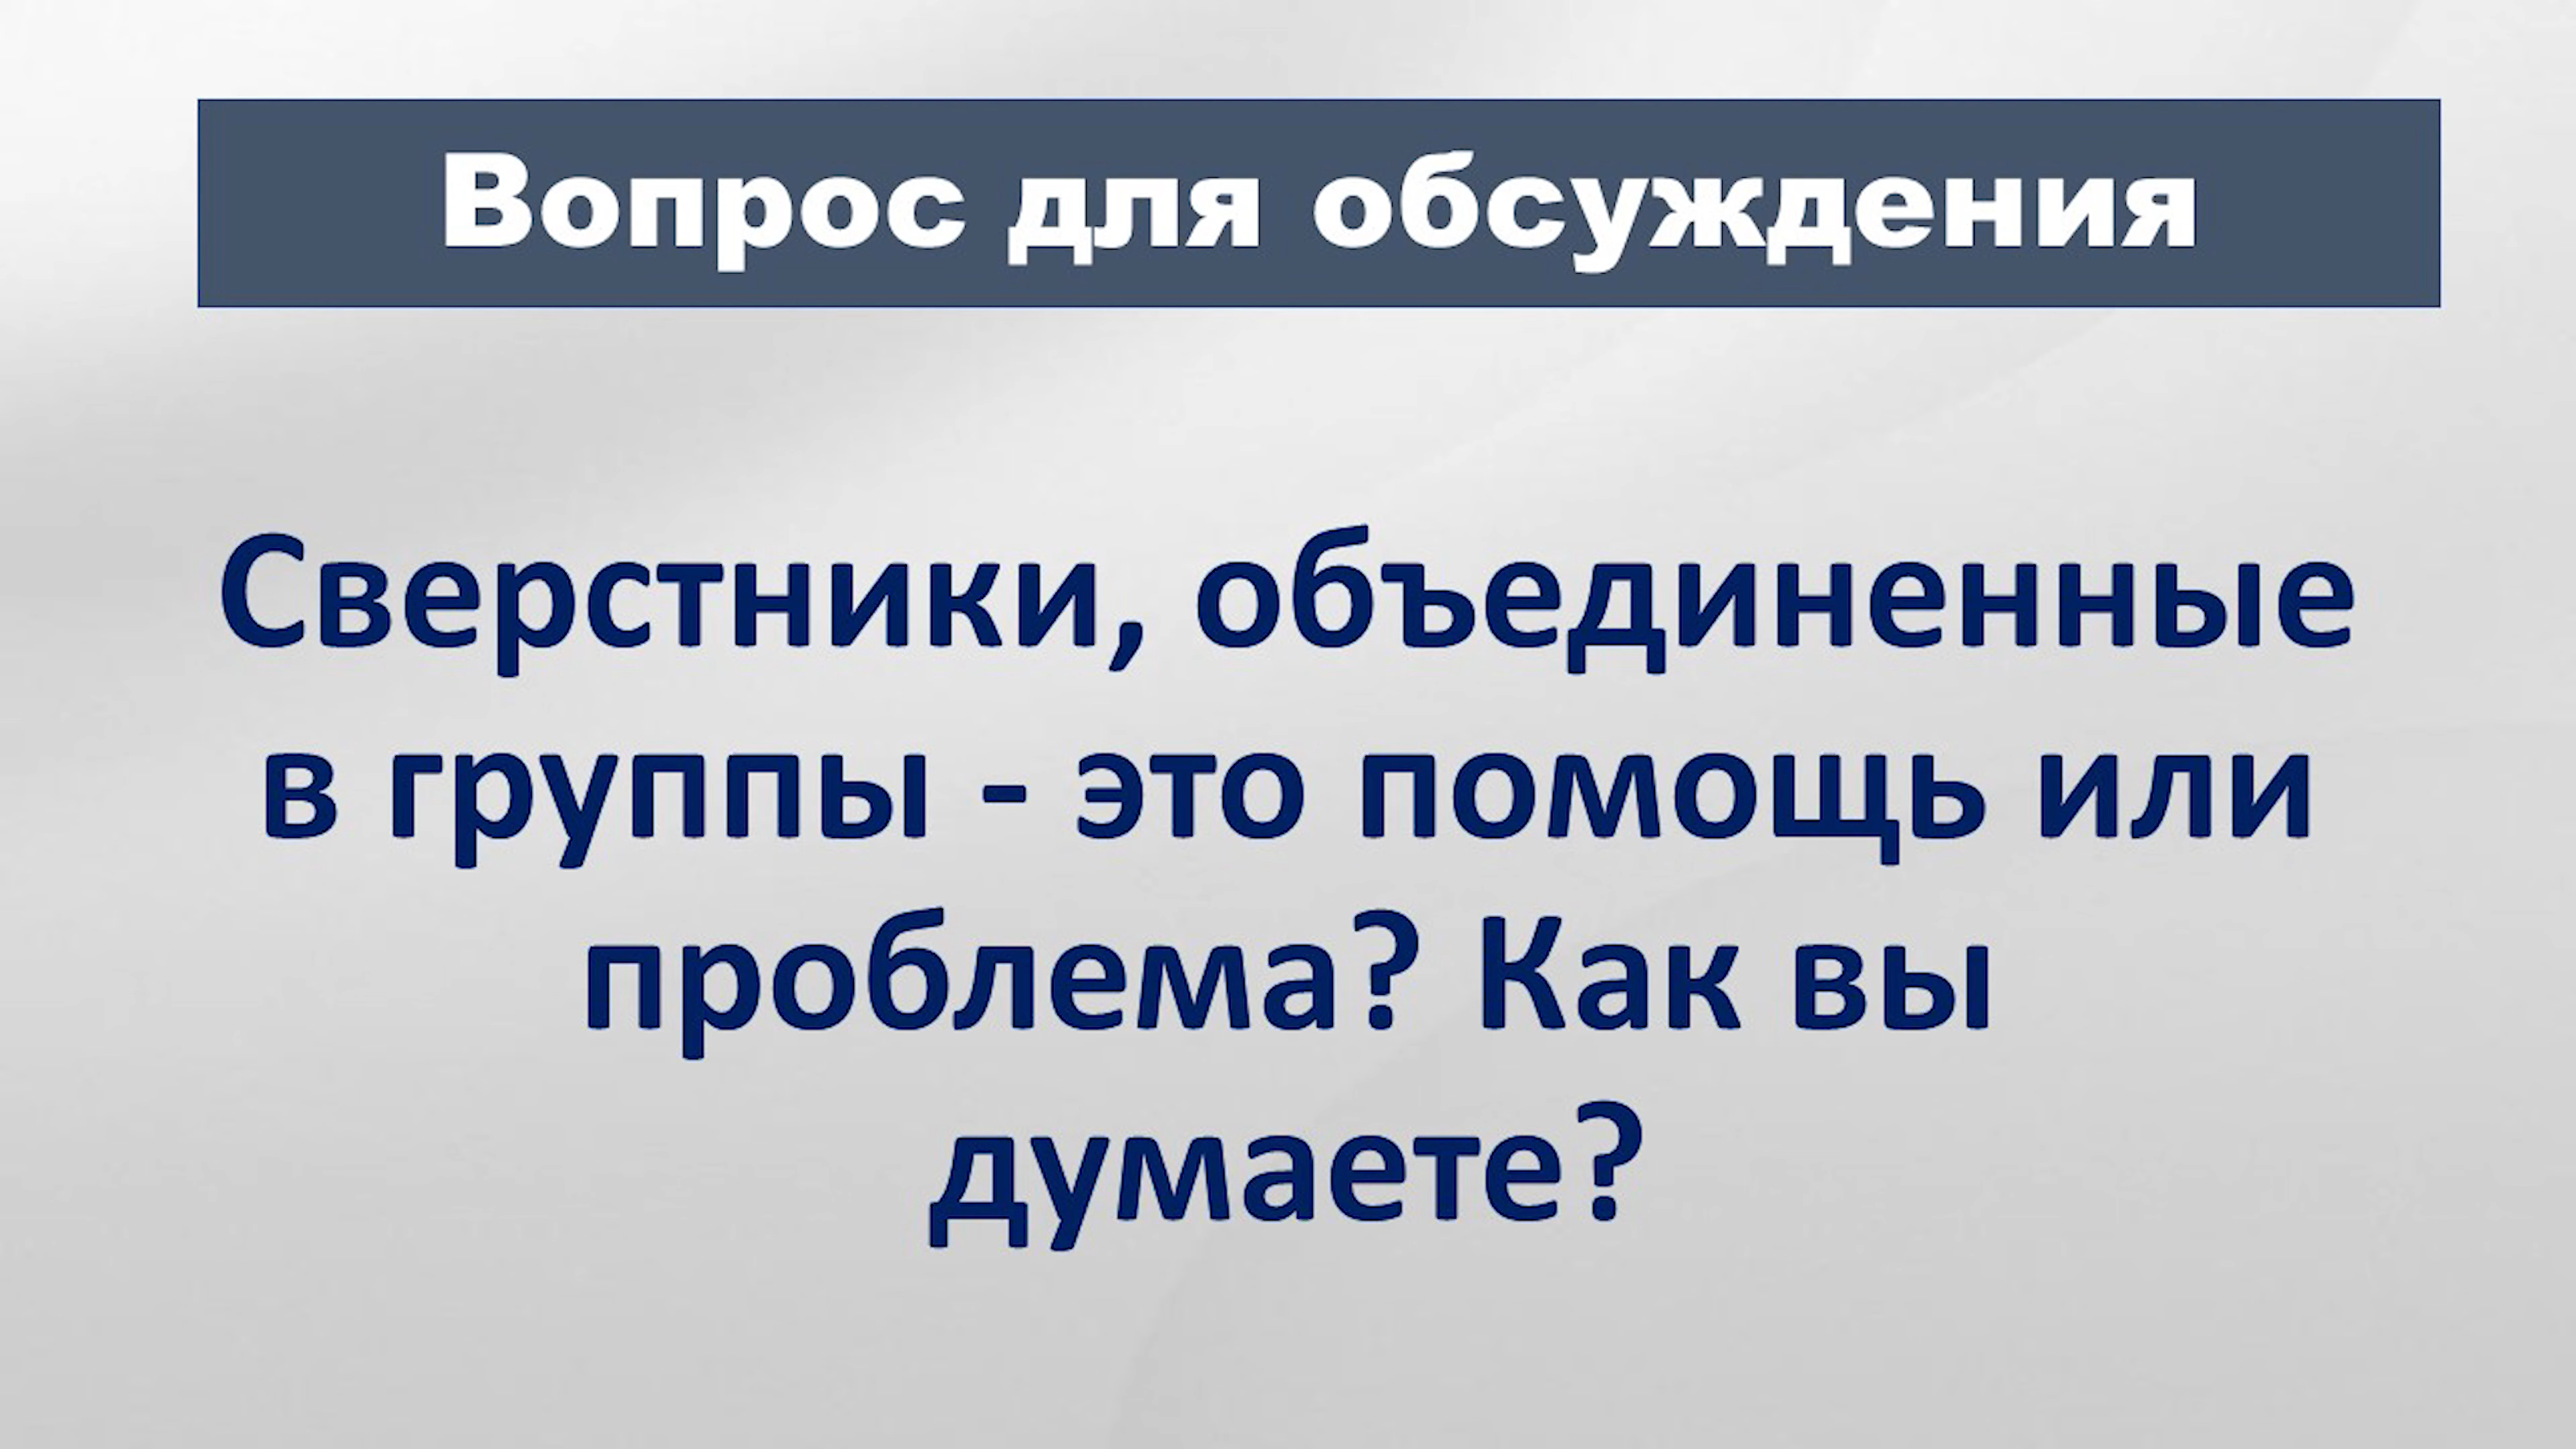 Вопрос для обсуждения
Сверстники, объединенные
в группы - это помощь или
проблема? Как вы
думаете?